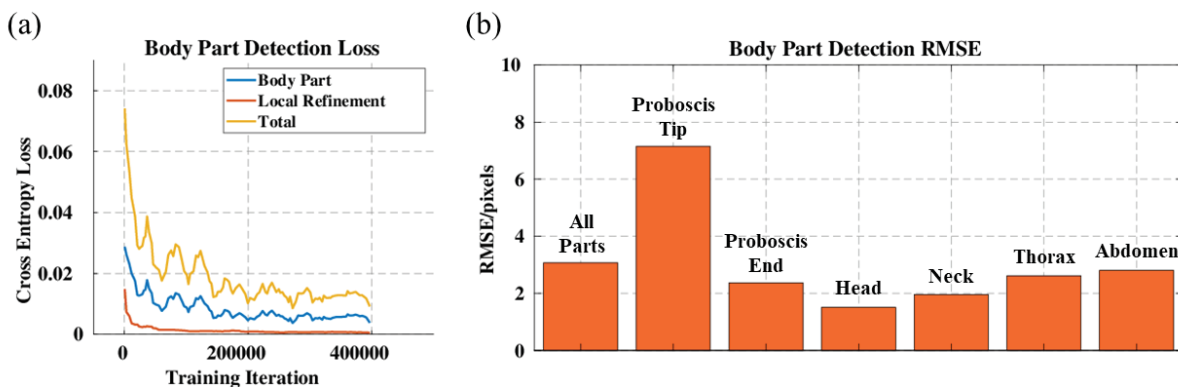 (a)
Body Part Detection Loss
Body Part
Local Refinement
Total
Cross Entropy Loss
0.08
0.06
0.04
0.02
0
0
200000
400000
Training Iteration
(b)
Body Part Detection RMSE
RMSE/pixels
10
8
6
4
2
0
All
Parts
Proboscis
Tip
Proboscis
End
Head
Neck
Thorax
Abdomen